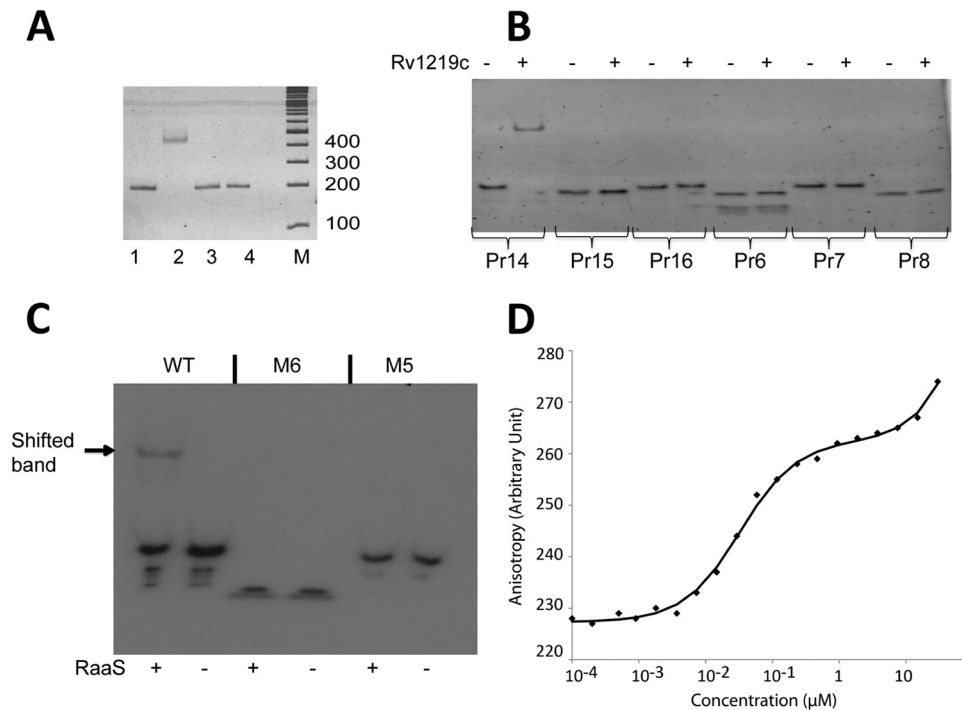 A
400
300
200
100
1 2 3 4 M
B
Rv1219c - + - + - + - + - + - +
Pr14 Pr15 Pr16 Pr6 Pr7 Pr8
C
WT M6 M5
Shifted
band
RaaS + - + - + -
D
Anisotropy (Arbitrary Unit)
280
270
260
250
240
230
220
10⁻⁴ 10⁻³ 10⁻² 10⁻¹ 1 10
Concentration (µM)